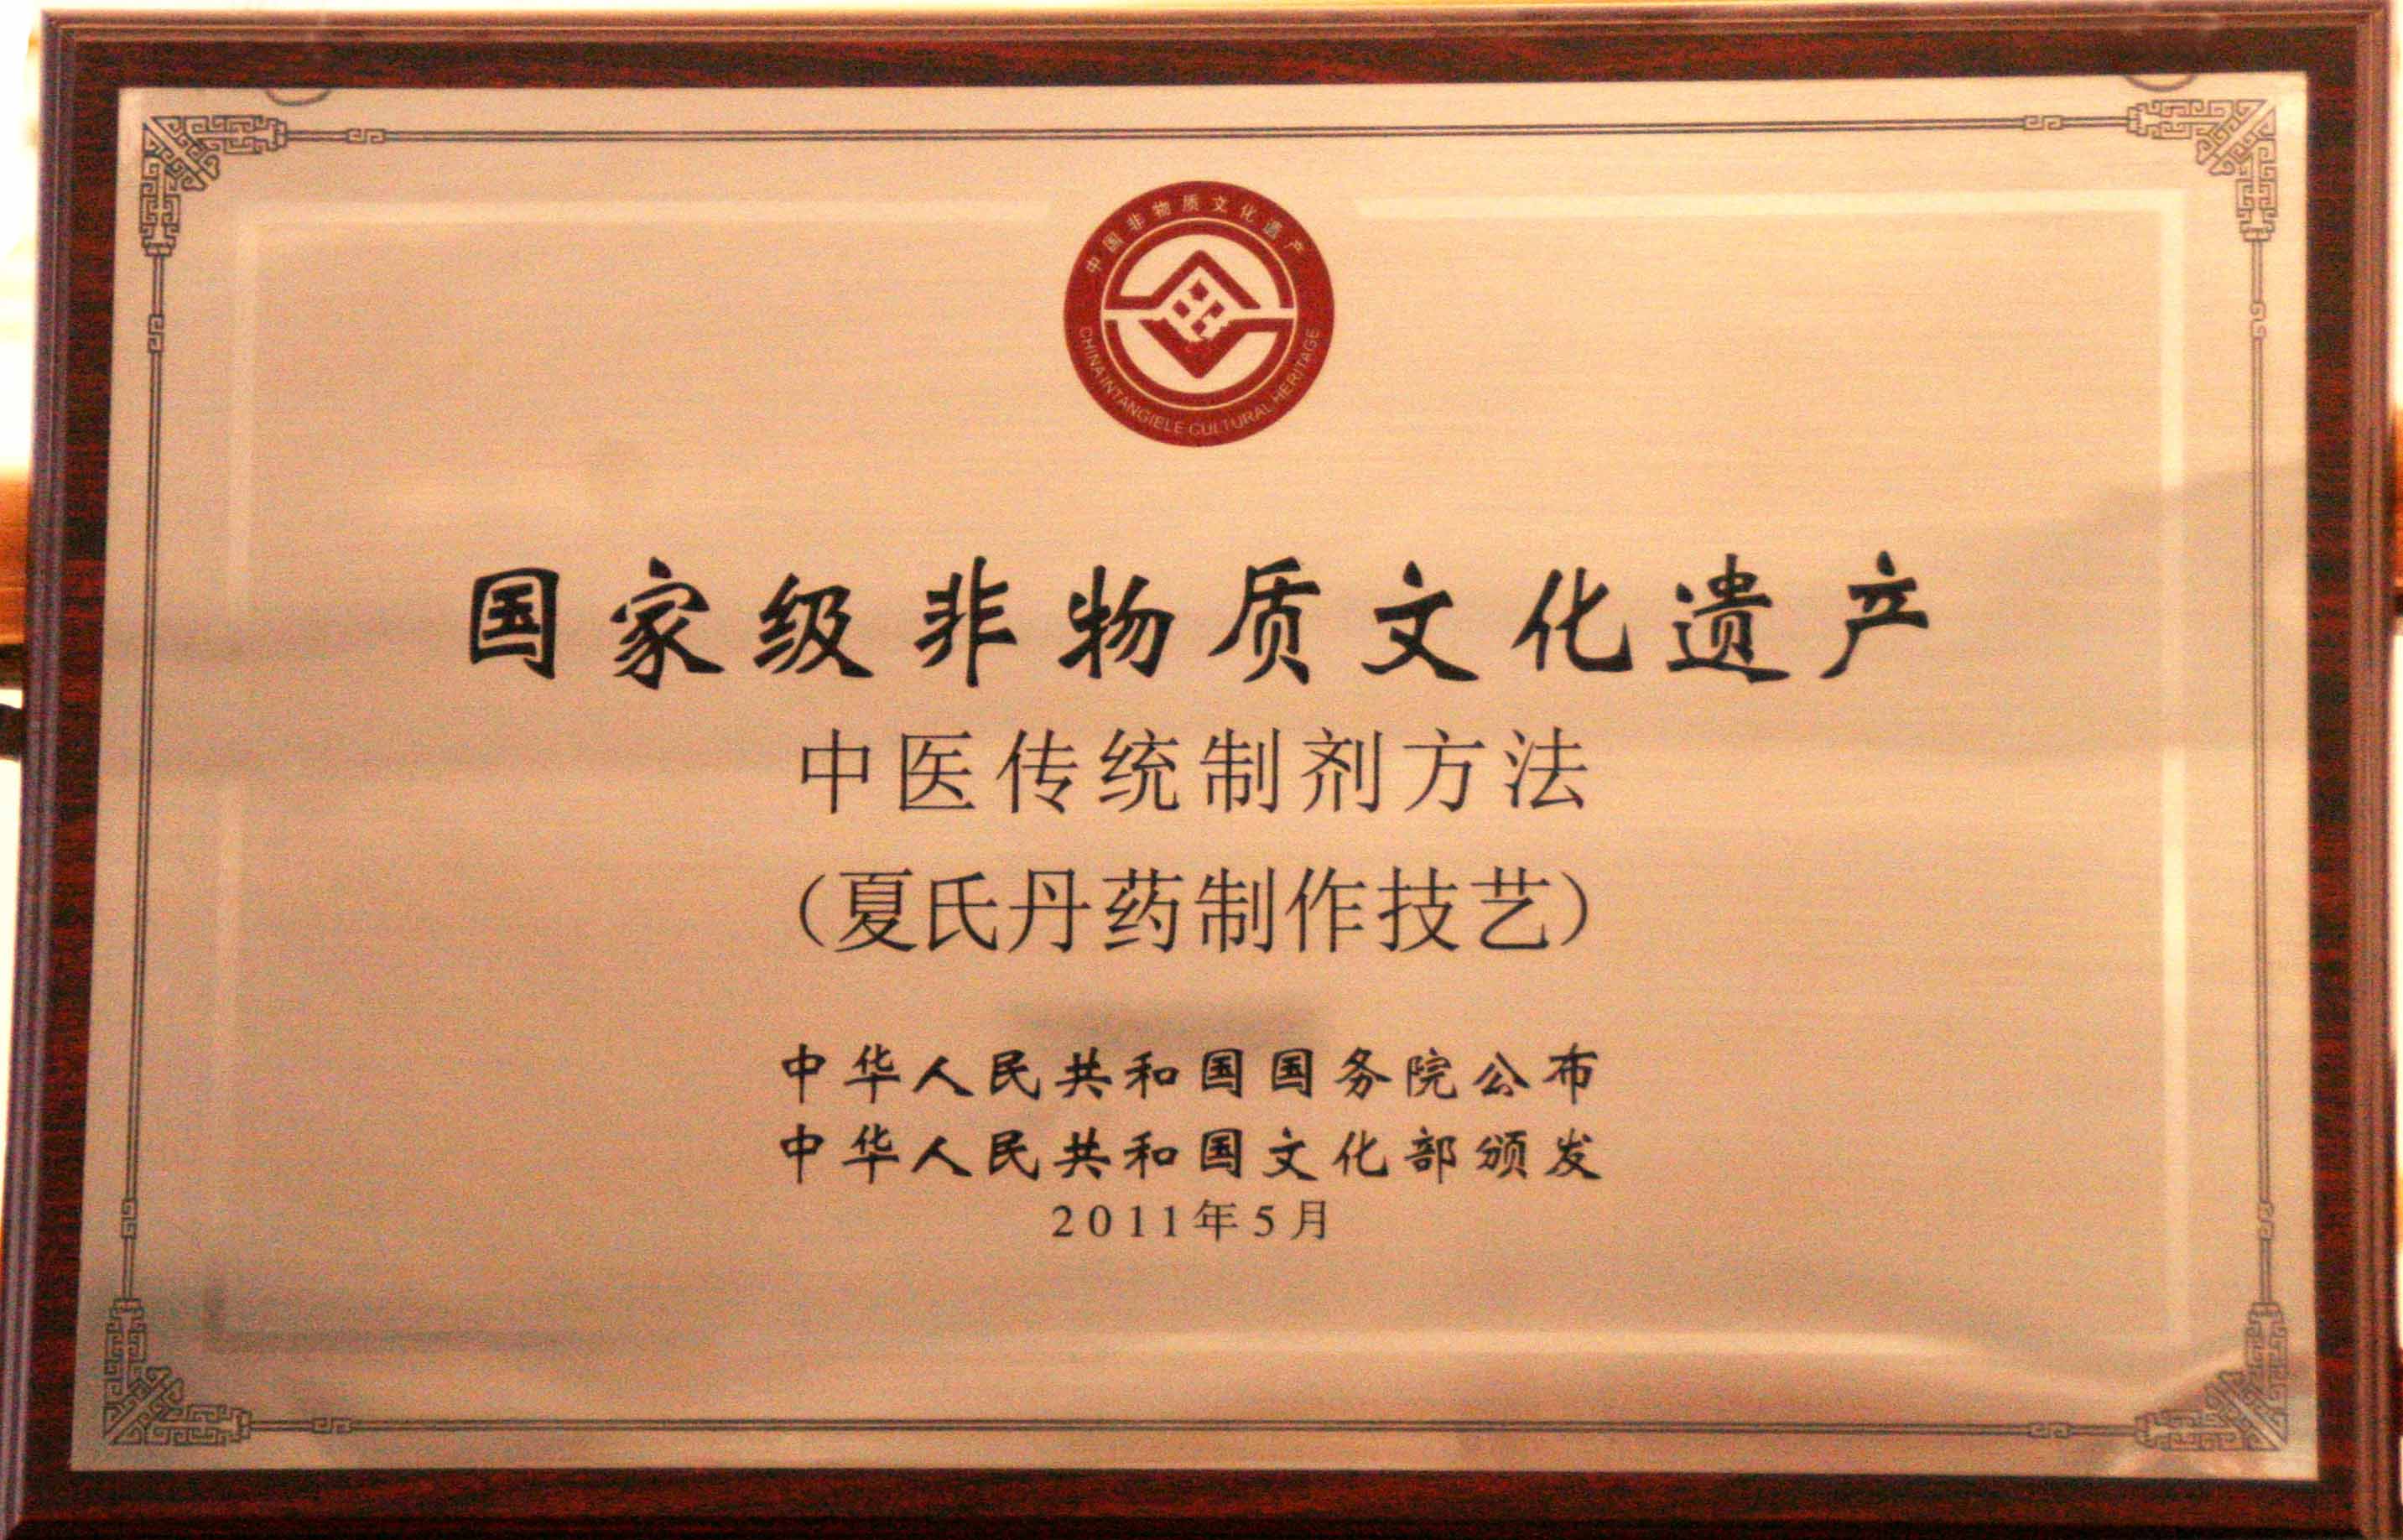 中国非物质文化遗产
CHINA INTANGIBLE CULTURAL HERITAGE
国家级非物质文化遗产
中医传统制剂方法
（夏氏丹药制作技艺）
中华人民共和国国务院公布
中华人民共和国文化部颁发
2011年5月